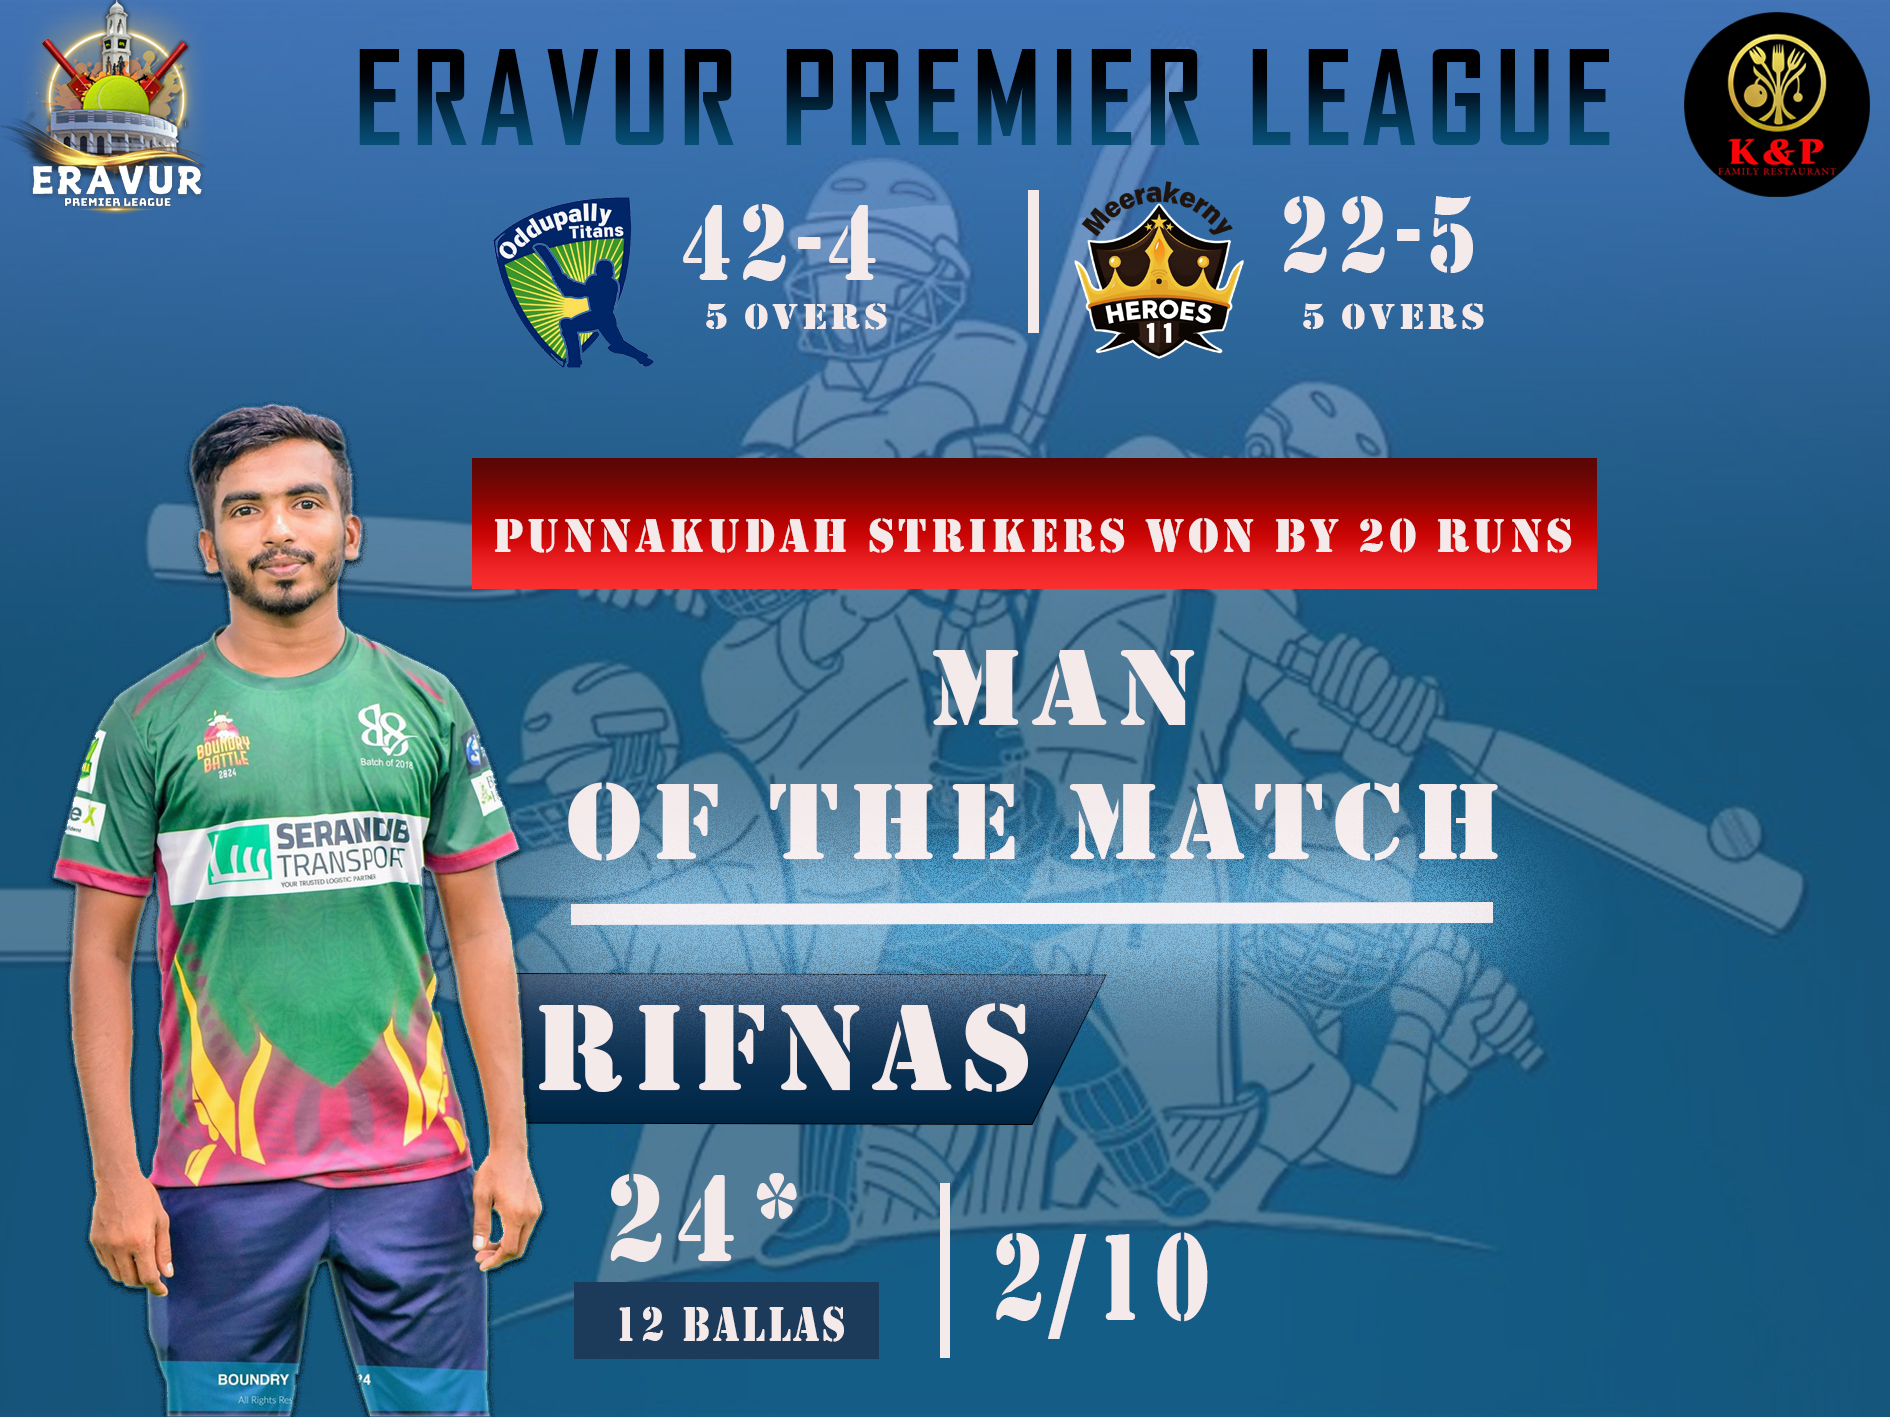 ERAVUR PREMIER LEAGUE
ERAVUR
PREMIER LEAGUE
K & P
FAMILY RESTAURANT
Oddupally
Titans
42-4
5 OVERS
Meerakerny
HEROES
11
22-5
5 OVERS
PUNNAKUDAH STRIKERS WON BY 20 RUNS
MAN
OF THE MATCH
BOUNDRY
BATTLE
2024
Batch of 2018
SERANDIB
TRANSPORT
YOUR TRUSTED LOGISTIC PARTNER
RIFNAS
24*
12 BALLAS
2/10
BOUNDRY
All Rights